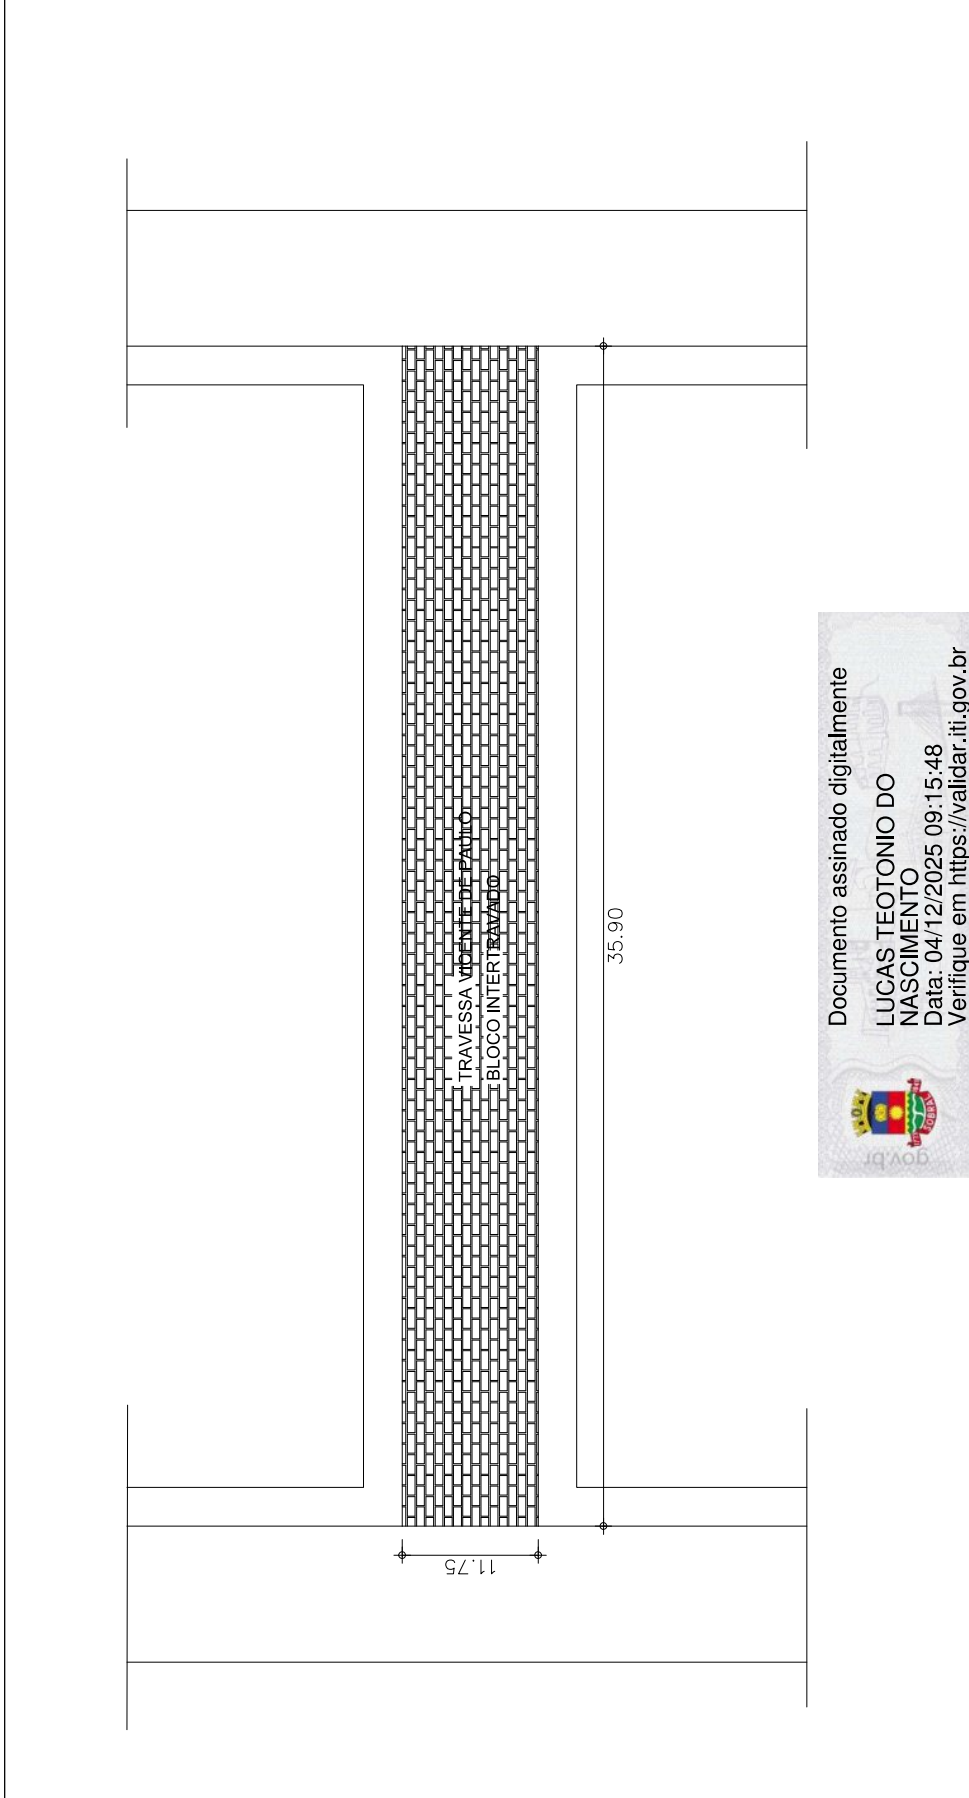 TRAVESSA VICENTE DE PAULO
BLOCO INTERTRAVADO
35.90
11.75
Documento assinado digitalmente
LUCAS TEOTONIO DO
NASCIMENTO
Data: 04/12/2025 09:15:48
Verifique em https://validar.iti.gov.br
gov.br
SOBRAL